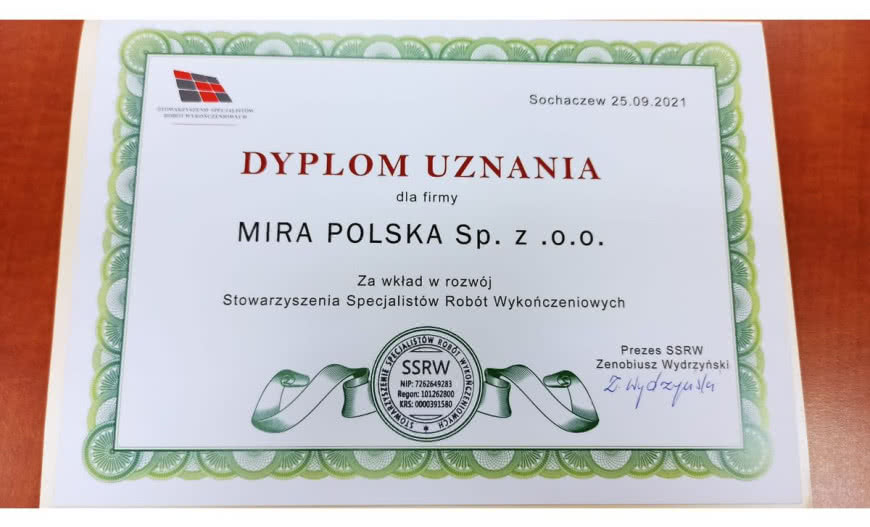 STOWARZYSZENIE SPECJALISTÓW
ROBÓT WYKOŃCZENIOWYCH
Sochaczew 25.09.2021
DYPLOM UZNANIA
dla firmy
MIRA POLSKA Sp. z .o.o.
Za wkład w rozwój
Stowarzyszenia Specjalistów Robót Wykończeniowych
STOWARZYSZENIE SPECJALISTÓW ROBÓT WYKOŃCZENIOWYCH
SSRW
NIP: 7262649283
Regon: 101262800
KRS: 0000391580
Prezes SSRW
Zenobiusz Wydrzyński
Z. Wydrzyński